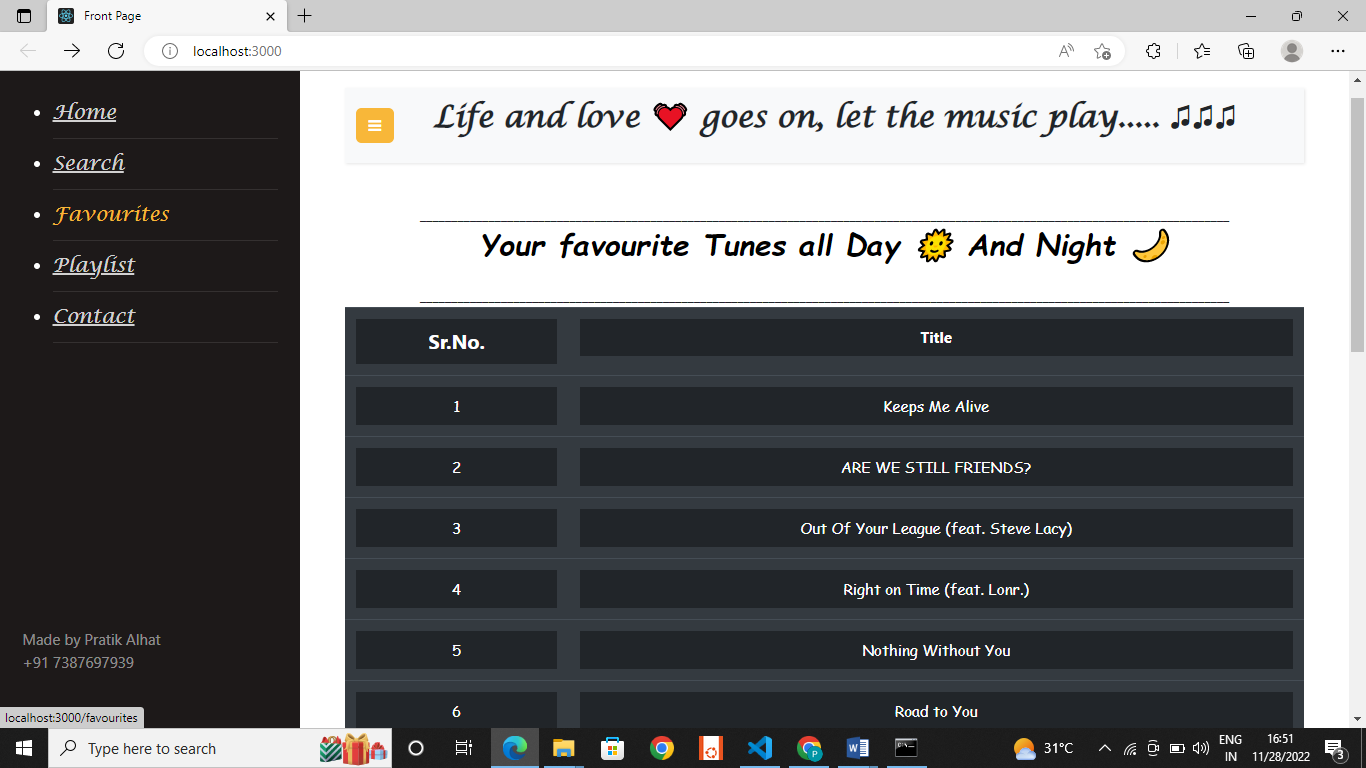 Front Page
localhost:3000
Home
Search
Favourites
Playlist
Contact
Made by Pratik Alhat
+91 7387697939
localhost:3000/favourites
Life and love 💓 goes on, let the music play..... ♫♫♫
Your favourite Tunes all Day 🌞 And Night 🌙
Sr.No. Title
1 Keeps Me Alive
2 ARE WE STILL FRIENDS?
3 Out Of Your League (feat. Steve Lacy)
4 Right on Time (feat. Lonr.)
5 Nothing Without You
6 Road to You
Type here to search
31°C
ENG
IN
16:51
11/28/2022
3